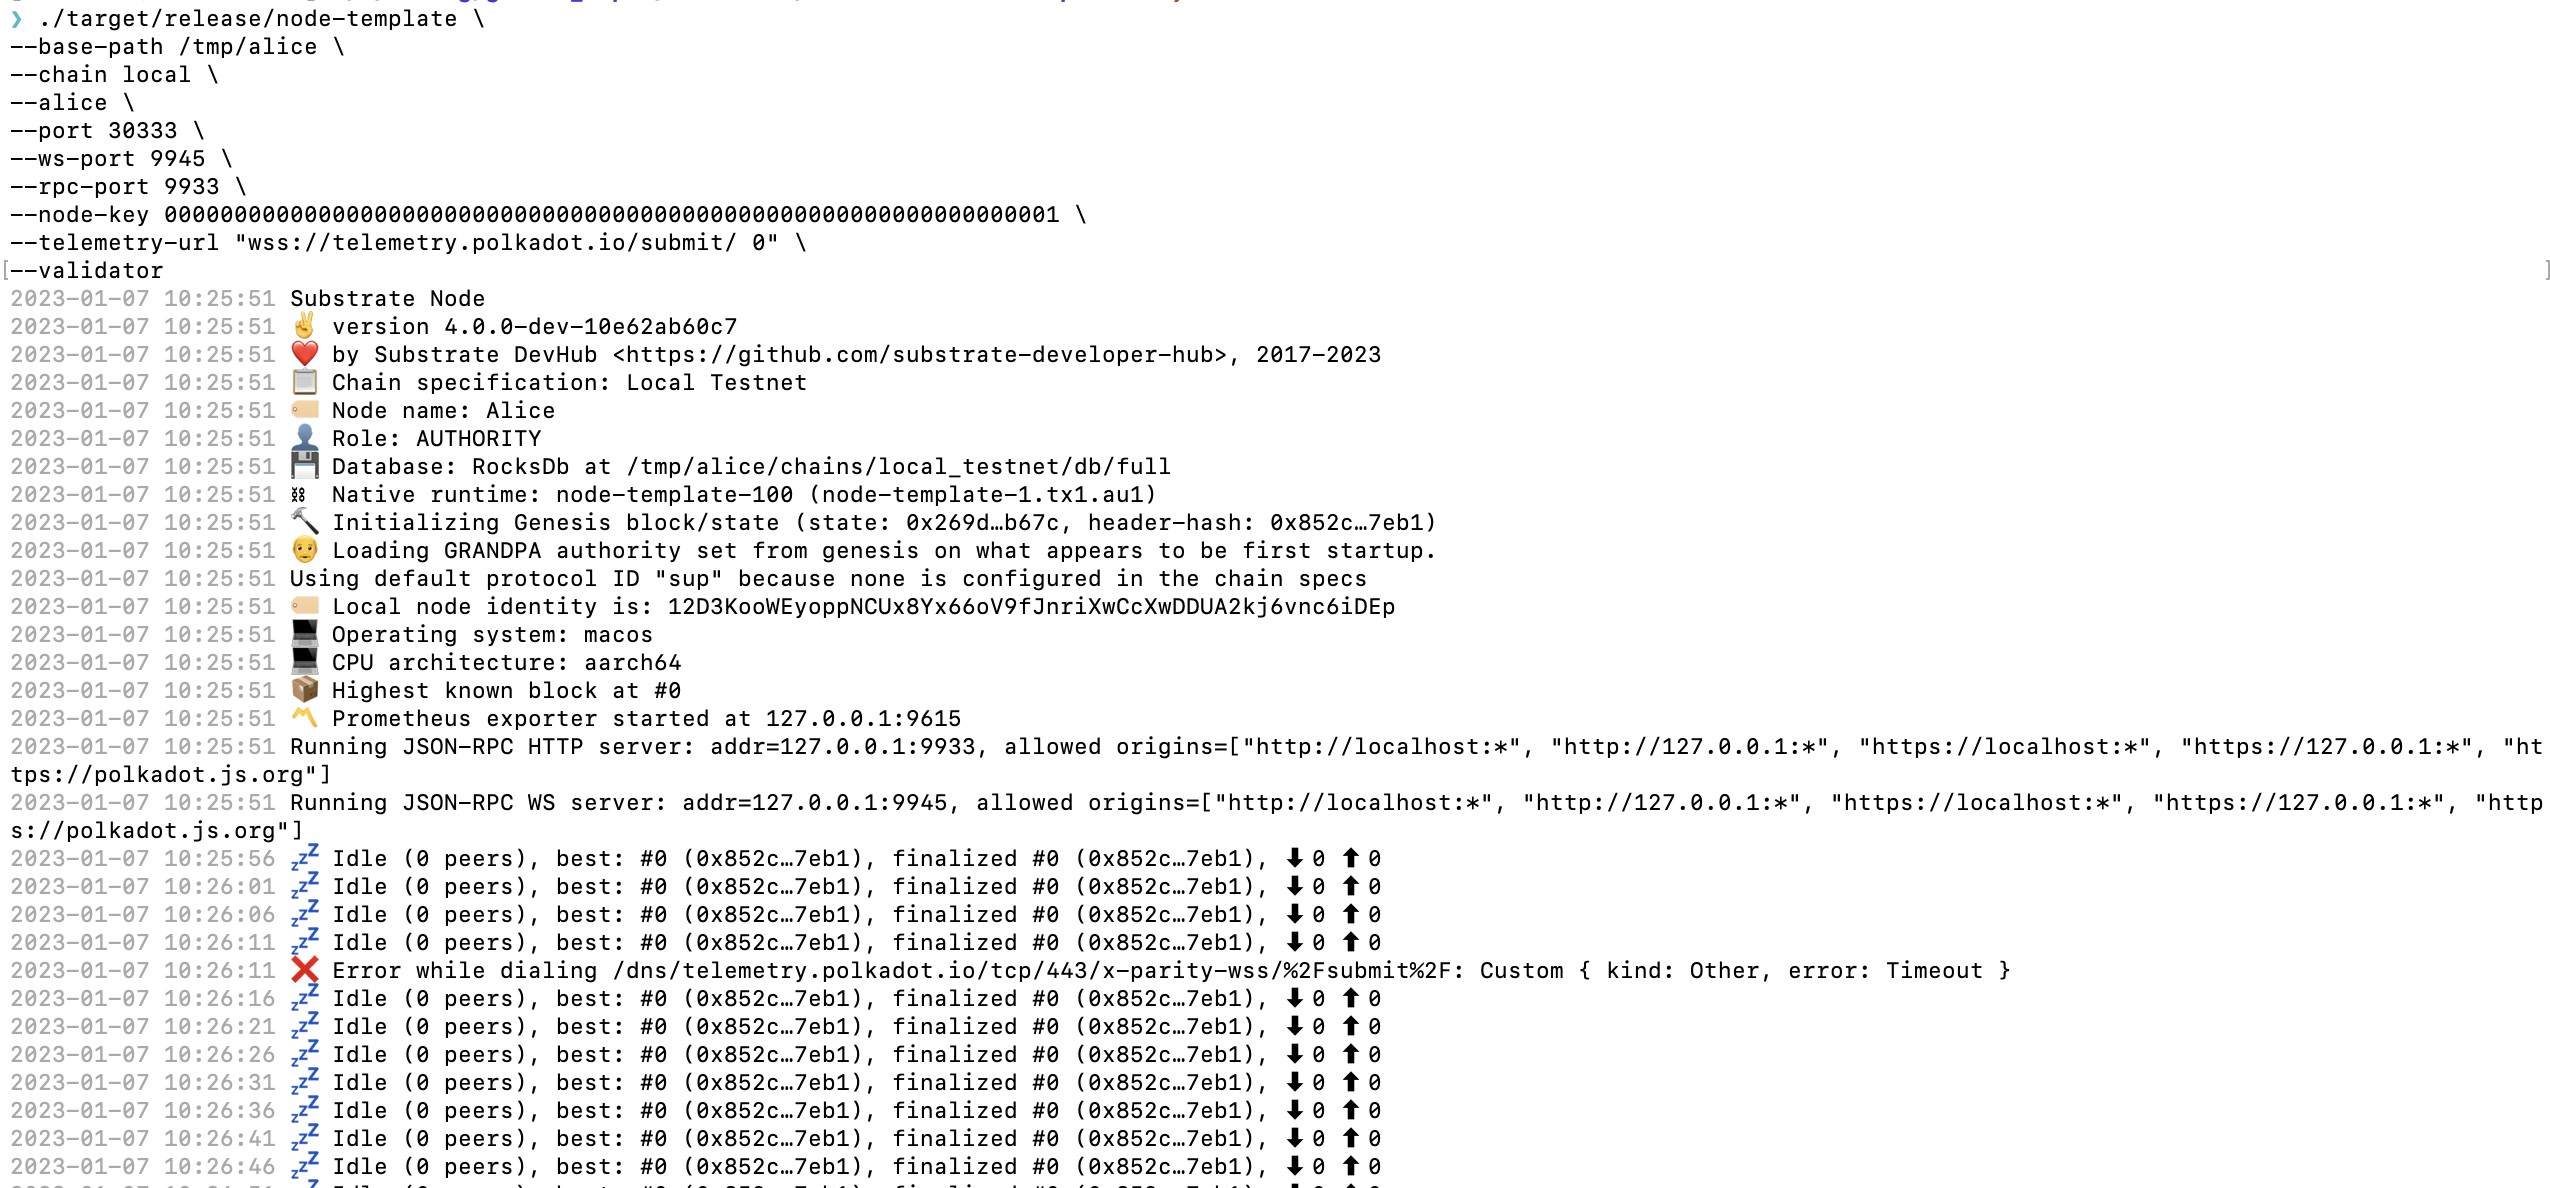 ❯ ./target/release/node-template \
--base-path /tmp/alice \
--chain local \
--alice \
--port 30333 \
--ws-port 9945 \
--rpc-port 9933 \
--node-key 0000000000000000000000000000000000000000000000000000000000000001 \
--telemetry-url "wss://telemetry.polkadot.io/submit/ 0" \
[--validator ]
2023-01-07 10:25:51 Substrate Node
2023-01-07 10:25:51 ✌️ version 4.0.0-dev-10e62ab60c7
2023-01-07 10:25:51 ❤️ by Substrate DevHub <https://github.com/substrate-developer-hub>, 2017-2023
2023-01-07 10:25:51 📋 Chain specification: Local Testnet
2023-01-07 10:25:51 🏷 Node name: Alice
2023-01-07 10:25:51 👤 Role: AUTHORITY
2023-01-07 10:25:51 💾 Database: RocksDb at /tmp/alice/chains/local_testnet/db/full
2023-01-07 10:25:51 ⛓ Native runtime: node-template-100 (node-template-1.tx1.au1)
2023-01-07 10:25:51 🔨 Initializing Genesis block/state (state: 0x269d…b67c, header-hash: 0x852c…7eb1)
2023-01-07 10:25:51 👴 Loading GRANDPA authority set from genesis on what appears to be first startup.
2023-01-07 10:25:51 Using default protocol ID "sup" because none is configured in the chain specs
2023-01-07 10:25:51 🏷 Local node identity is: 12D3KooWEyoppNCUx8Yx66oV9fJnriXwCcXwDDUA2kj6vnc6iDEp
2023-01-07 10:25:51 💻 Operating system: macos
2023-01-07 10:25:51 💻 CPU architecture: aarch64
2023-01-07 10:25:51 📦 Highest known block at #0
2023-01-07 10:25:51 〽️ Prometheus exporter started at 127.0.0.1:9615
2023-01-07 10:25:51 Running JSON-RPC HTTP server: addr=127.0.0.1:9933, allowed origins=["http://localhost:*", "http://127.0.0.1:*", "https://localhost:*", "https://127.0.0.1:*", "ht
tps://polkadot.js.org"]
2023-01-07 10:25:51 Running JSON-RPC WS server: addr=127.0.0.1:9945, allowed origins=["http://localhost:*", "http://127.0.0.1:*", "https://localhost:*", "https://127.0.0.1:*", "http
s://polkadot.js.org"]
2023-01-07 10:25:56 💤 Idle (0 peers), best: #0 (0x852c…7eb1), finalized #0 (0x852c…7eb1), ⬇ 0 ⬆ 0
2023-01-07 10:26:01 💤 Idle (0 peers), best: #0 (0x852c…7eb1), finalized #0 (0x852c…7eb1), ⬇ 0 ⬆ 0
2023-01-07 10:26:06 💤 Idle (0 peers), best: #0 (0x852c…7eb1), finalized #0 (0x852c…7eb1), ⬇ 0 ⬆ 0
2023-01-07 10:26:11 💤 Idle (0 peers), best: #0 (0x852c…7eb1), finalized #0 (0x852c…7eb1), ⬇ 0 ⬆ 0
2023-01-07 10:26:11 ❌ Error while dialing /dns/telemetry.polkadot.io/tcp/443/x-parity-wss/%2Fsubmit%2F: Custom { kind: Other, error: Timeout }
2023-01-07 10:26:16 💤 Idle (0 peers), best: #0 (0x852c…7eb1), finalized #0 (0x852c…7eb1), ⬇ 0 ⬆ 0
2023-01-07 10:26:21 💤 Idle (0 peers), best: #0 (0x852c…7eb1), finalized #0 (0x852c…7eb1), ⬇ 0 ⬆ 0
2023-01-07 10:26:26 💤 Idle (0 peers), best: #0 (0x852c…7eb1), finalized #0 (0x852c…7eb1), ⬇ 0 ⬆ 0
2023-01-07 10:26:31 💤 Idle (0 peers), best: #0 (0x852c…7eb1), finalized #0 (0x852c…7eb1), ⬇ 0 ⬆ 0
2023-01-07 10:26:36 💤 Idle (0 peers), best: #0 (0x852c…7eb1), finalized #0 (0x852c…7eb1), ⬇ 0 ⬆ 0
2023-01-07 10:26:41 💤 Idle (0 peers), best: #0 (0x852c…7eb1), finalized #0 (0x852c…7eb1), ⬇ 0 ⬆ 0
2023-01-07 10:26:46 💤 Idle (0 peers), best: #0 (0x852c…7eb1), finalized #0 (0x852c…7eb1), ⬇ 0 ⬆ 0